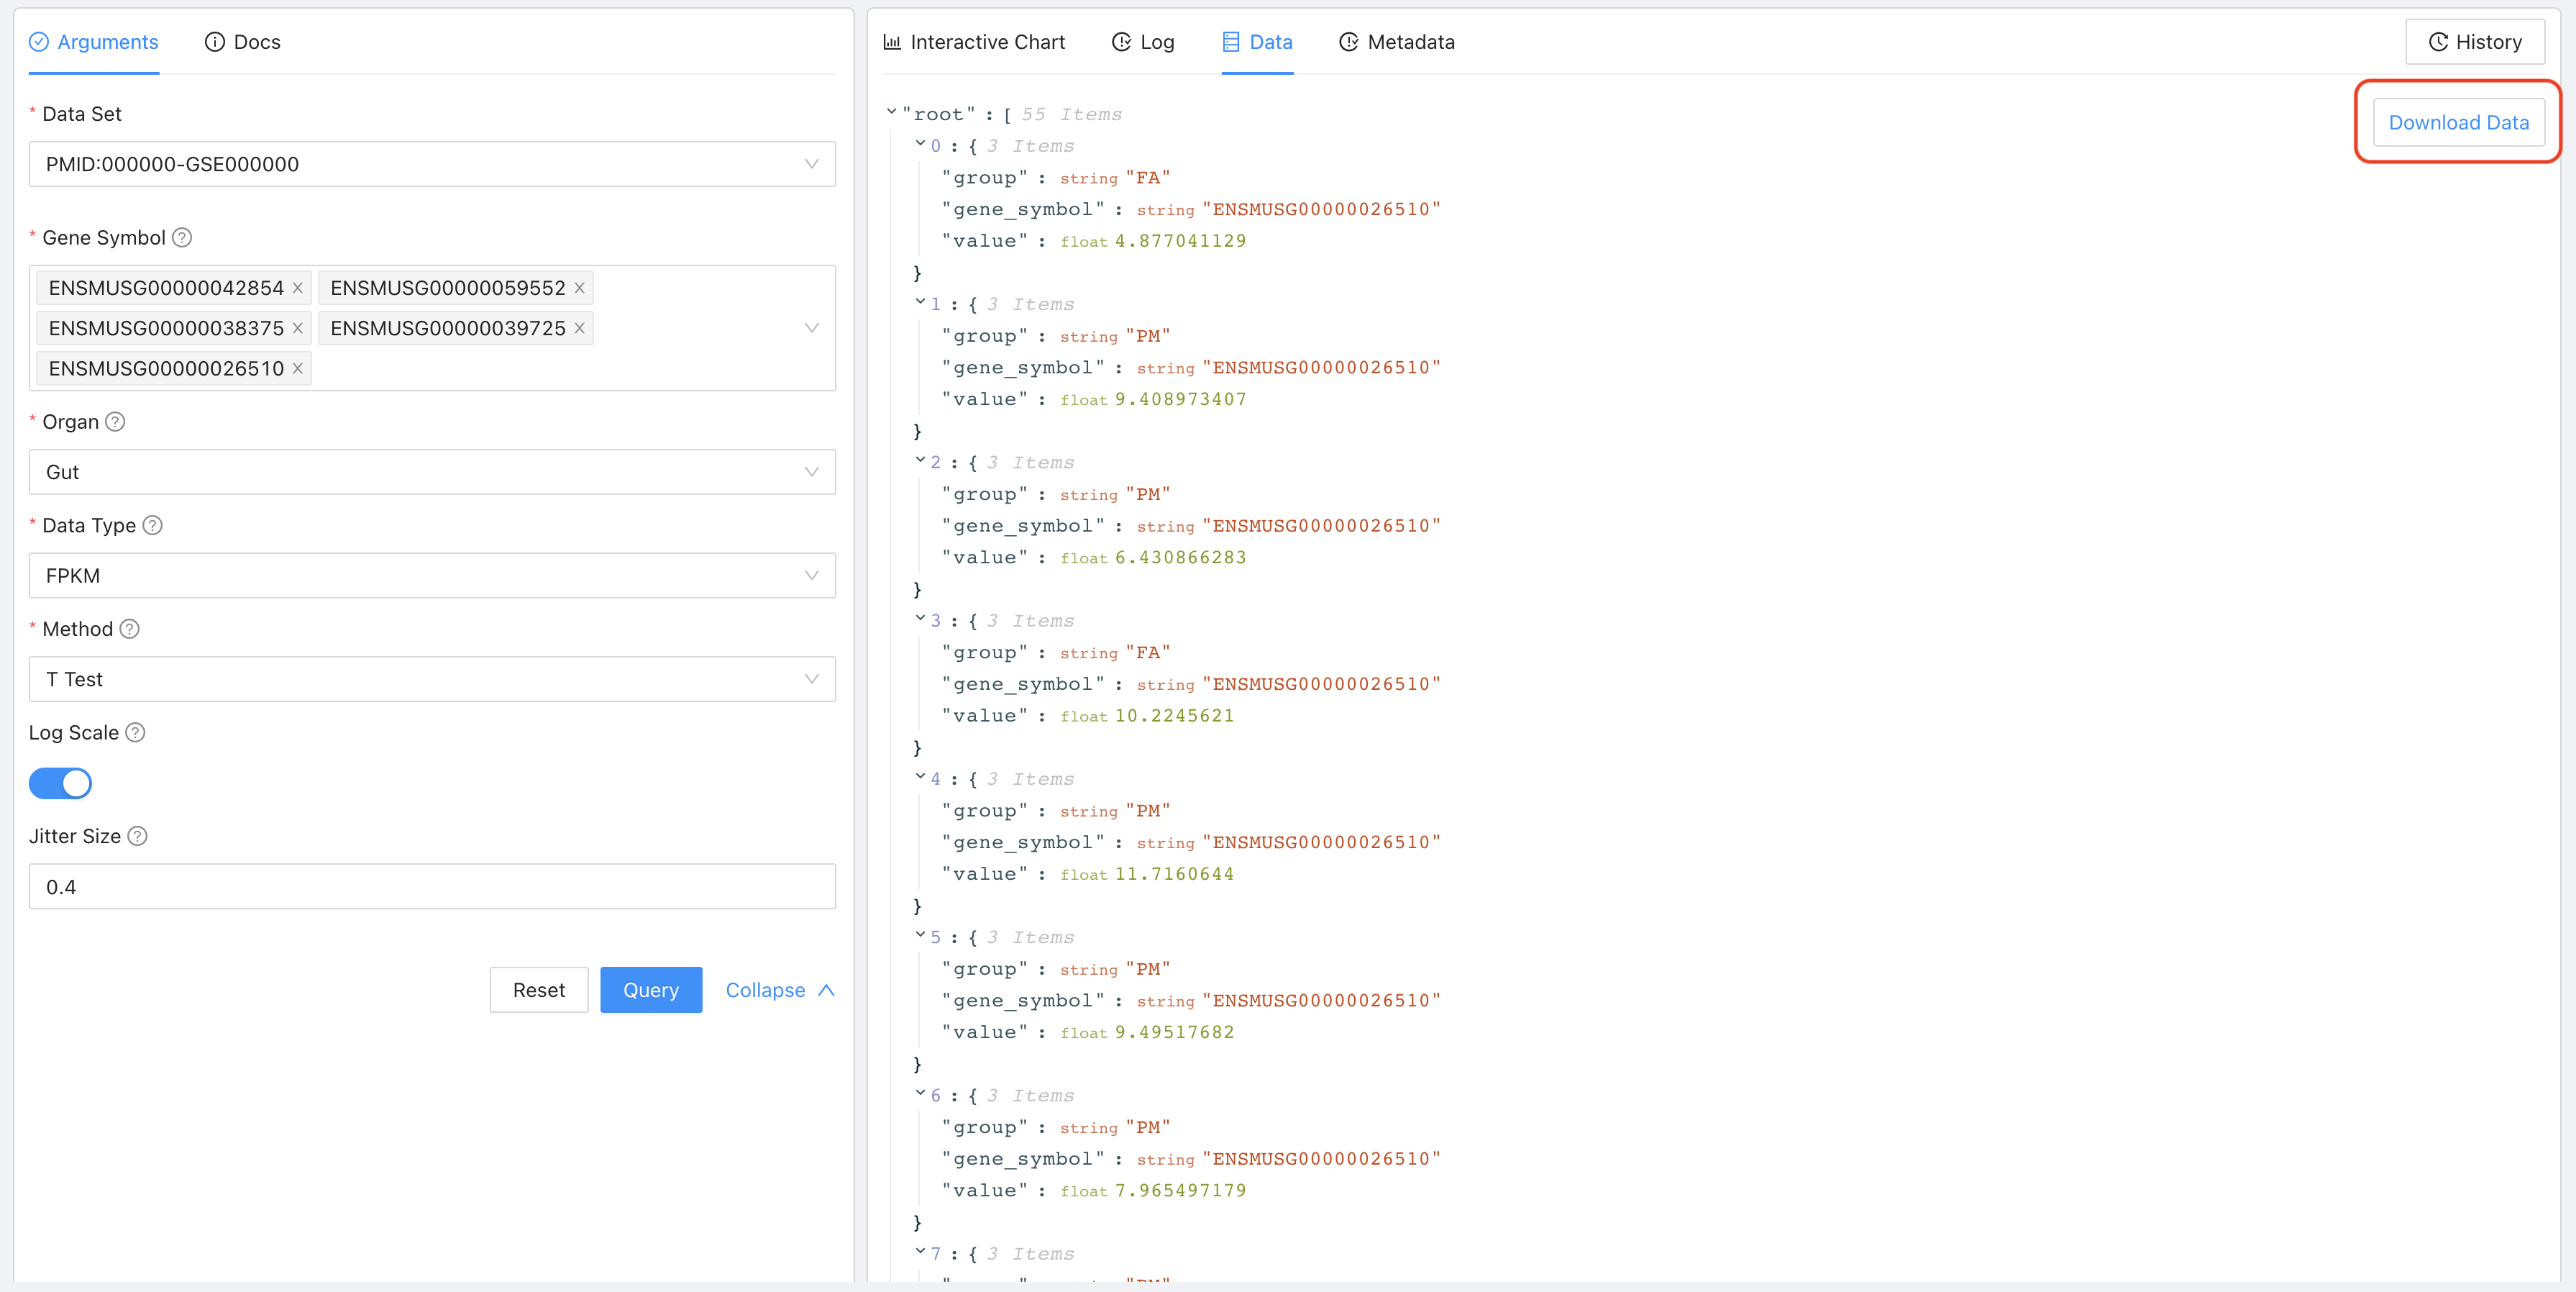 Arguments
Docs
* Data Set
PMID:000000-GSE000000
* Gene Symbol
ENSMUSG00000042854 ENSMUSG00000059552
ENSMUSG00000038375 ENSMUSG00000039725
ENSMUSG00000026510
* Organ
Gut
* Data Type
FPKM
* Method
T Test
Log Scale
Jitter Size
0.4
Reset Query Collapse
Interactive Chart Log Data Metadata
History
Download Data
"root" : [ 55 Items
0 : { 3 Items
"group" : string "FA"
"gene_symbol" : string "ENSMUSG00000026510"
"value" : float 4.877041129
}
1 : { 3 Items
"group" : string "PM"
"gene_symbol" : string "ENSMUSG00000026510"
"value" : float 9.408973407
}
2 : { 3 Items
"group" : string "PM"
"gene_symbol" : string "ENSMUSG00000026510"
"value" : float 6.430866283
}
3 : { 3 Items
"group" : string "FA"
"gene_symbol" : string "ENSMUSG00000026510"
"value" : float 10.2245621
}
4 : { 3 Items
"group" : string "PM"
"gene_symbol" : string "ENSMUSG00000026510"
"value" : float 11.7160644
}
5 : { 3 Items
"group" : string "PM"
"gene_symbol" : string "ENSMUSG00000026510"
"value" : float 9.49517682
}
6 : { 3 Items
"group" : string "PM"
"gene_symbol" : string "ENSMUSG00000026510"
"value" : float 7.965497179
}
7 : { 3 Items